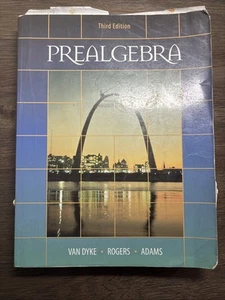 Third Edition
PREALGEBRA
VAN DYKE • ROGERS • ADAMS